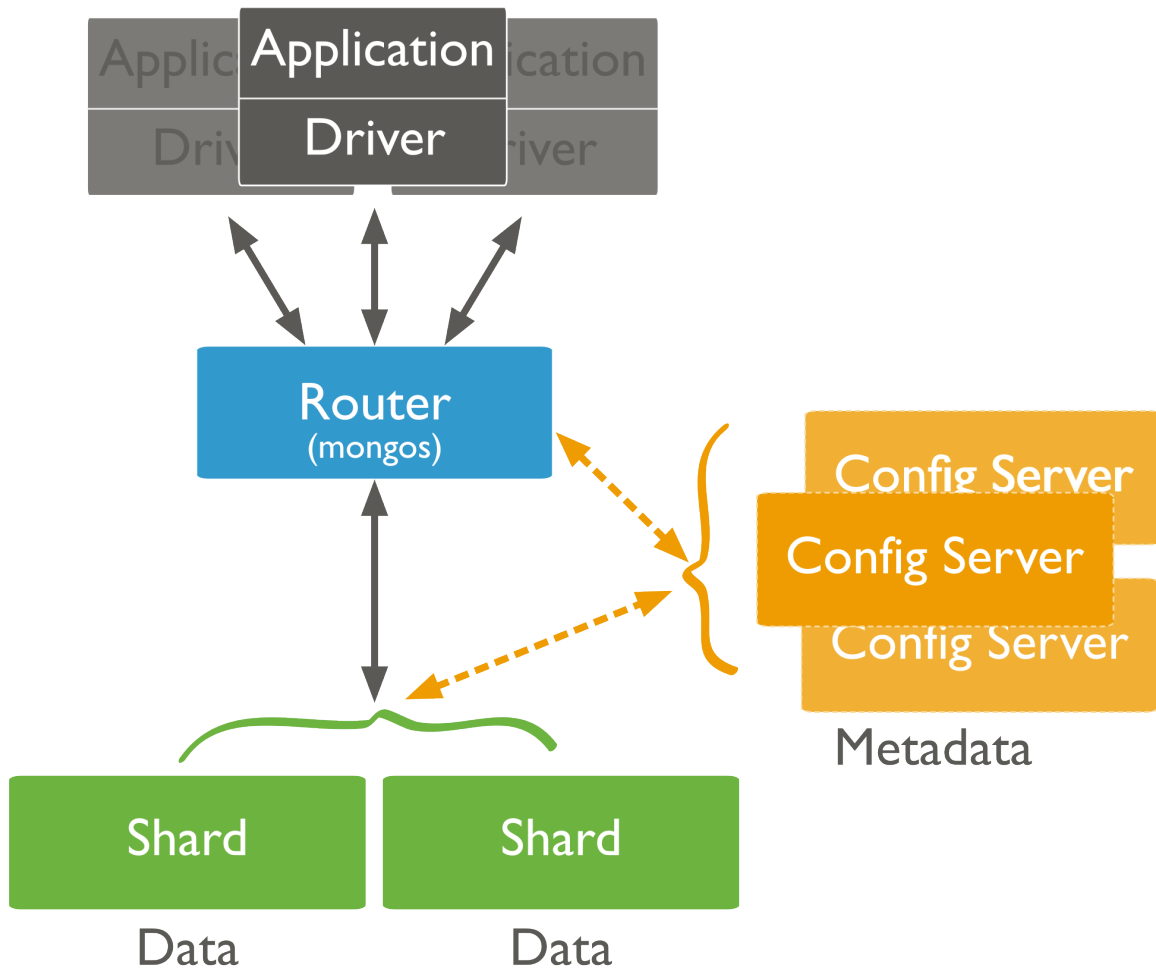 Application
Driver
Router
(mongos)
Config Server
Config Server
Config Server
Metadata
Shard
Shard
Data
Data